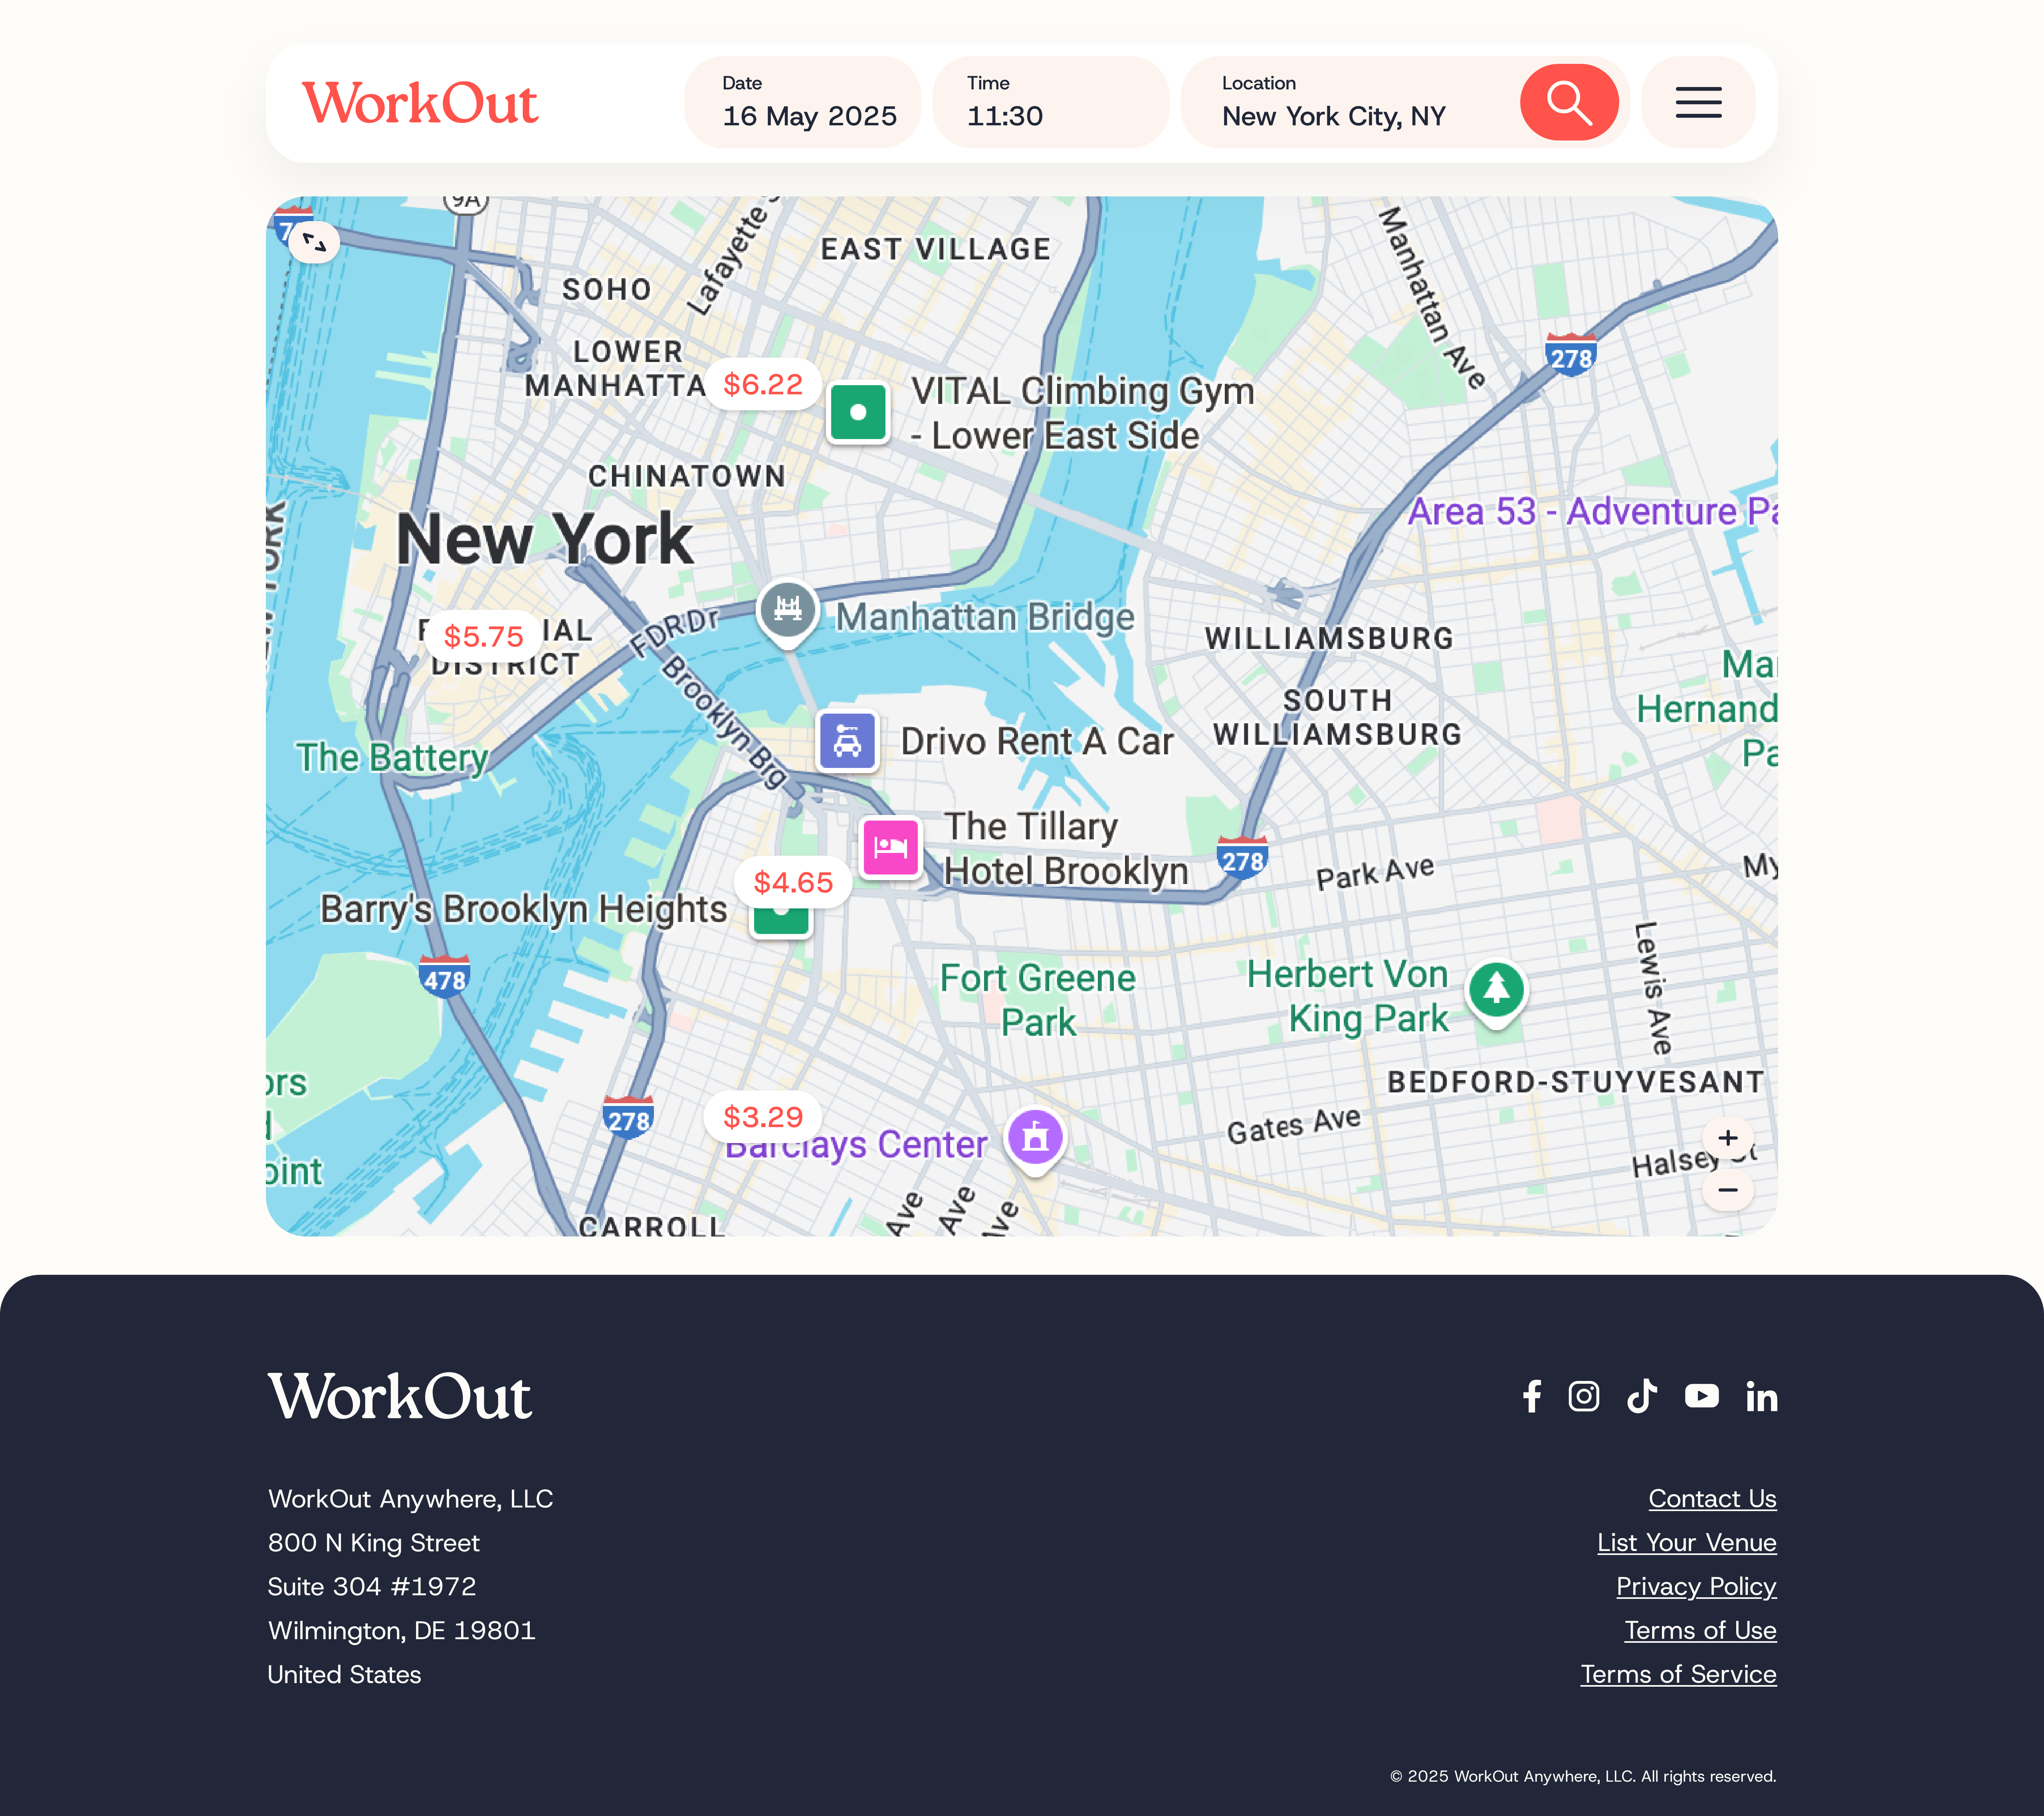 WorkOut
Date
16 May 2025
Time
11:30
Location
New York City, NY
9A
Lafayette
EAST VILLAGE
Manhattan Ave
SOHO
LOWER
278
$6.22
VITAL Climbing Gym
- Lower East Side
CHINATOWN
Area 53 - Adventure
New York
Manhattan Bridge
FDR Dr
$5.75
DISTRICT
WILLIAMSBURG
Brooklyn Brg
SOUTH
WILLIAMSBURG
The Battery
Drivo Rent A Car
The Tillary
Hotel Brooklyn
278
Park Ave
$4.65
Barry's Brooklyn Heights
478
Fort Greene
Park
Herbert Von
King Park
Lewis Ave
BEDFORD-STUYVESANT
278
$3.29
Barclays Center
Gates Ave
Halsey St
CARROLL
Ave
Ave
Ave
WorkOut
WorkOut Anywhere, LLC
800 N King Street
Suite 304 #1972
Wilmington, DE 19801
United States
Contact Us
List Your Venue
Privacy Policy
Terms of Use
Terms of Service
© 2025 WorkOut Anywhere, LLC. All rights reserved.